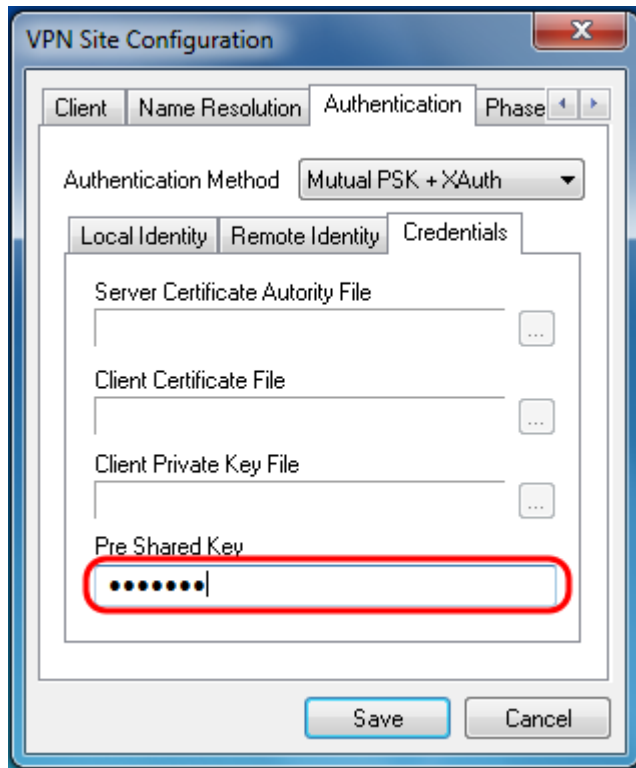 VPN Site Configuration
Client Name Resolution Authentication Phase
Authentication Method Mutual PSK + XAuth
Local Identity Remote Identity Credentials
Server Certificate Autority File
...
Client Certificate File
...
Client Private Key File
...
Pre Shared Key
●●●●●●●
Save Cancel